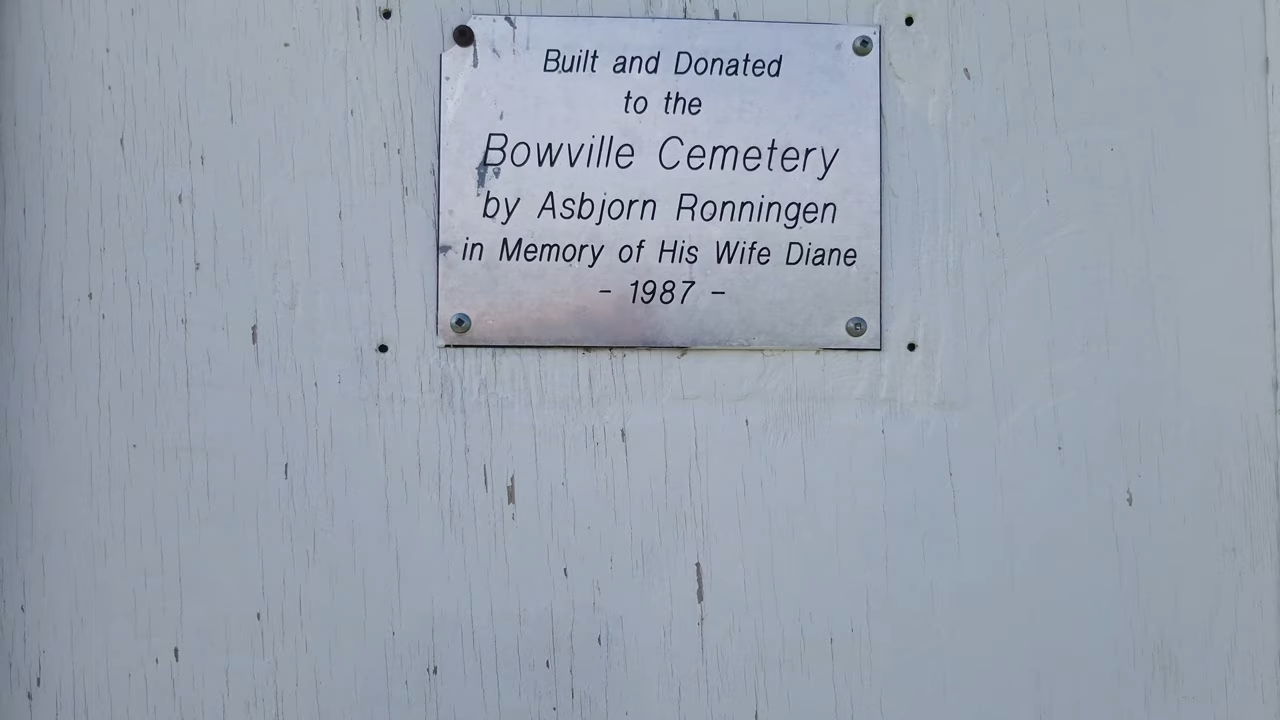 Built and Donated
to the
Bowville Cemetery
by Asbjorn Ronningen
in Memory of His Wife Diane
- 1987 -